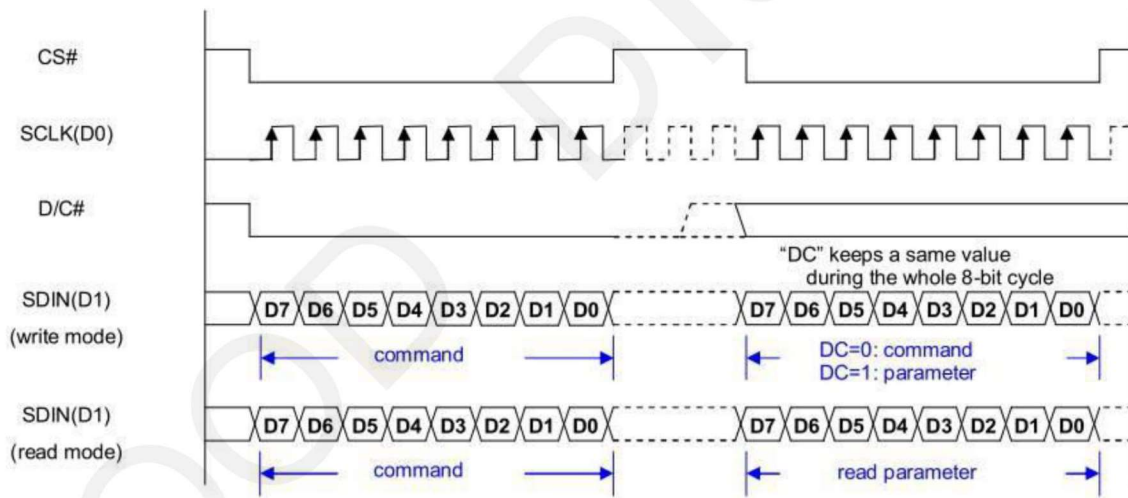 CS#
SCLK(D0)
D/C#
"DC" keeps a same value
during the whole 8-bit cycle
SDIN(D1)
(write mode)
D7 D6 D5 D4 D3 D2 D1 D0
D7 D6 D5 D4 D3 D2 D1 D0
command
DC=0: command
DC=1: parameter
SDIN(D1)
(read mode)
D7 D6 D5 D4 D3 D2 D1 D0
D7 D6 D5 D4 D3 D2 D1 D0
command
read parameter